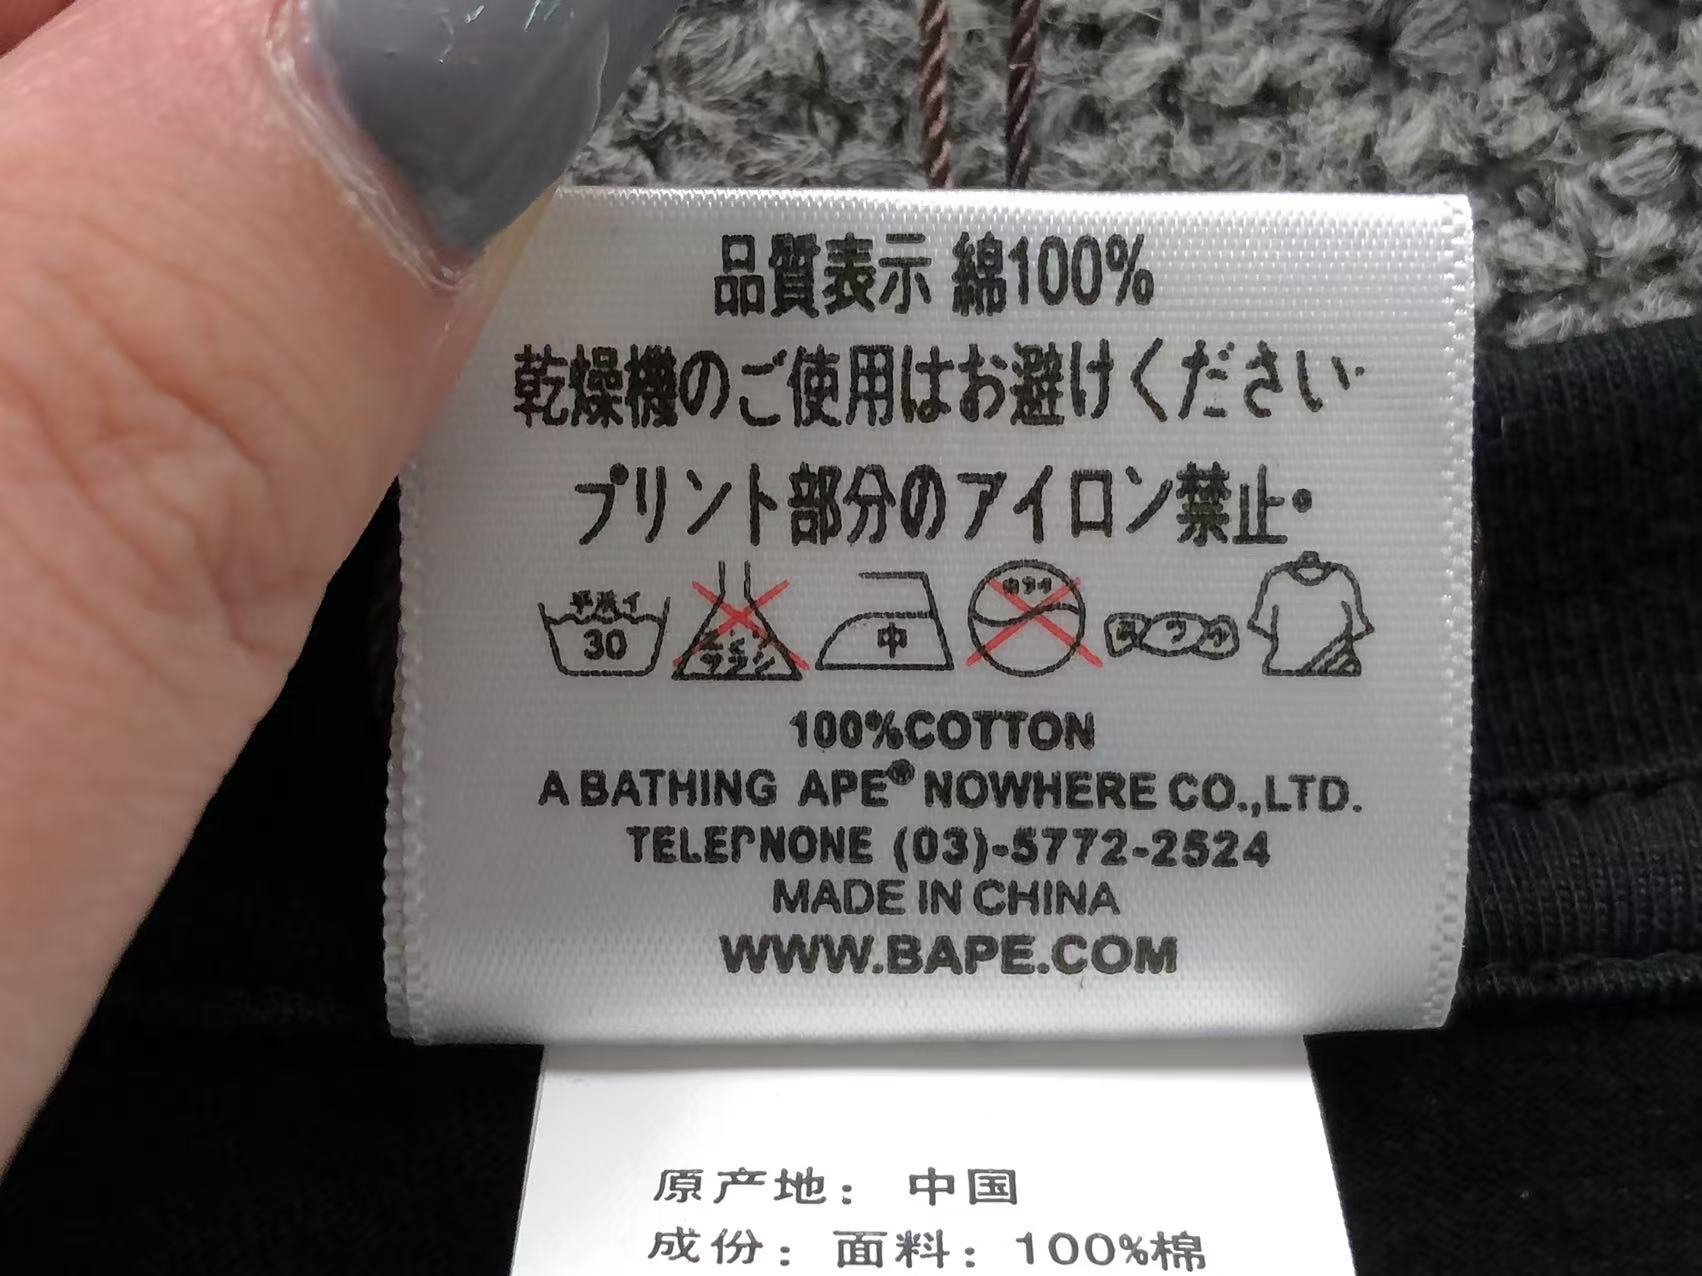 品質表示 綿100%
乾燥機のご使用はお避けください
プリント部分のアイロン禁止・
30
中
100%COTTON
A BATHING APE® NOWHERE CO.,LTD.
TELEPNONE (03)-5772-2524
MADE IN CHINA
WWW.BAPE.COM
原产地：中国
成份：面料：100%棉